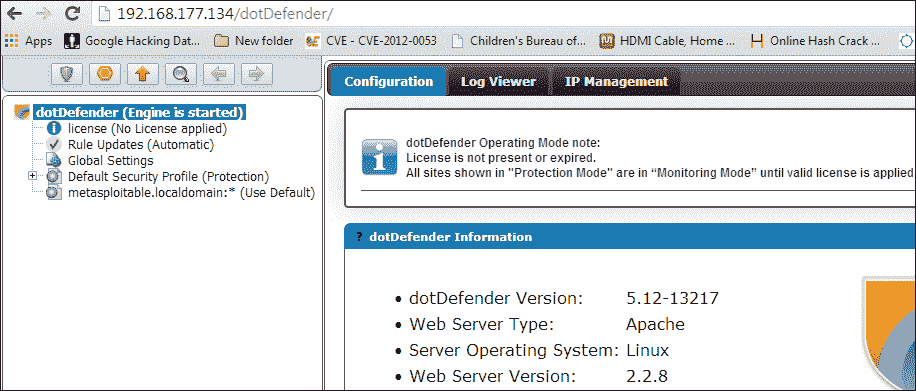 192.168.177.134/dotDefender/
Apps Google Hacking Dat... New folder CVE - CVE-2012-0053 Children's Bureau of... HDMI Cable, Home ... Online Hash Crack ...
Configuration Log Viewer IP Management
dotDefender (Engine is started)
license (No License applied)
Rule Updates (Automatic)
Global Settings
Default Security Profile (Protection)
metasploitable.localdomain:* (Use Default)
dotDefender Operating Mode note:
License is not present or expired.
All sites shown in "Protection Mode" are in “Monitoring Mode” until valid license is applied
? dotDefender Information
• dotDefender Version: 5.12-13217
• Web Server Type: Apache
• Server Operating System: Linux
• Web Server Version: 2.2.8